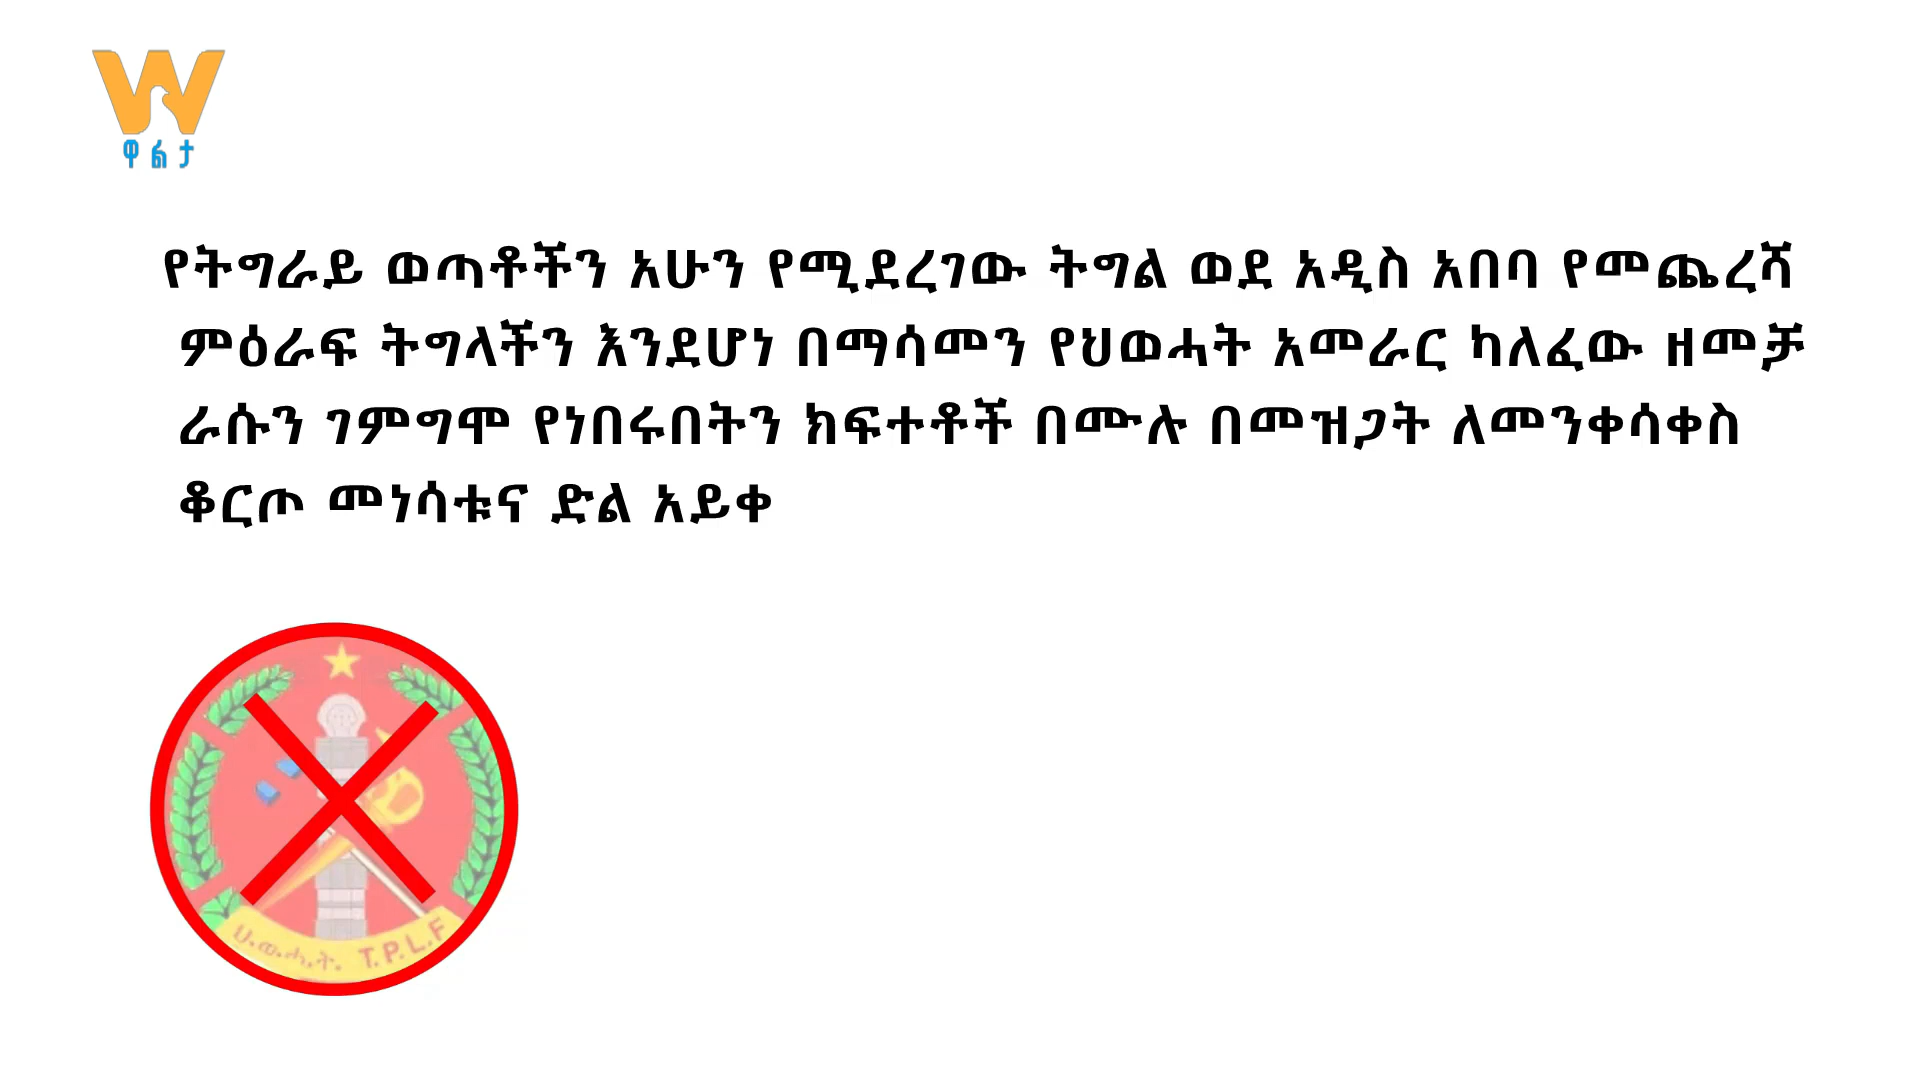 ዋልታ
የትግራይ ወጣቶችን አሁን የሚደረገው ትግል ወደ አዲስ አበባ የመጨረሻ
ምዕራፍ ትግላችን እንደሆነ በማሳመን የህወሓት አመራር ካለፈው ዘመቻ
ራሱን ገምግሞ የነበሩበትን ክፍተቶች በሙሉ በመዝጋት ለመንቀሳቀስ
ቆርጦ መነሳቱና ድል አይቀ
ህ.ወ.ሓ.ት. T.P.L.F